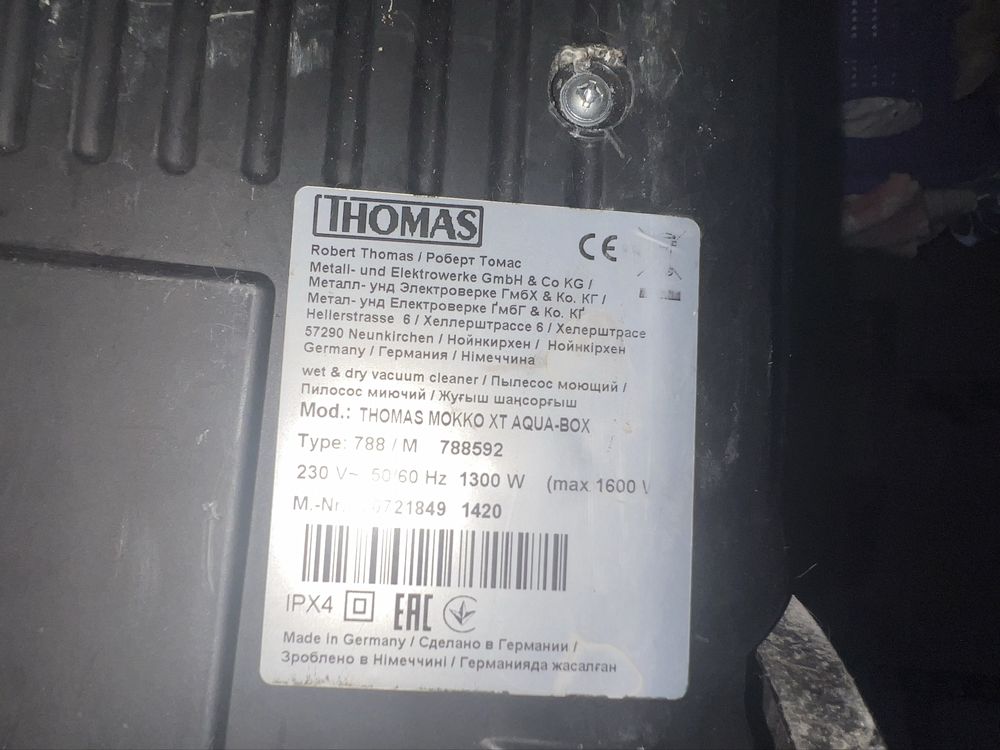 THOMAS
CE
Robert Thomas / Роберт Томас
Metall- und Elektrowerke GmbH & Co KG /
Металл- унд Электроверке ГмбХ & Ко. КГ /
Метал- унд Електроверке ҐмбГ & Ко. КҐ
Hellerstrasse 6 / Хеллерштрассе 6 / Хелерштрасе
57290 Neunkirchen / Нойнкирхен / Нойнкірхен
Germany / Германия / Німеччина
wet & dry vacuum cleaner / Пылесос моющий /
Пилосос миючий / Жуғыш шаңсорғыш
Mod.: THOMAS MOKKO XT AQUA-BOX
Type: 788 / M 788592
230 V~ 50/60 Hz 1300 W (max 1600
M.-Nr. 1420
IPX4 EAC
Made in Germany / Сделано в Германии /
Зроблено в Німеччині / Германияда жасалған